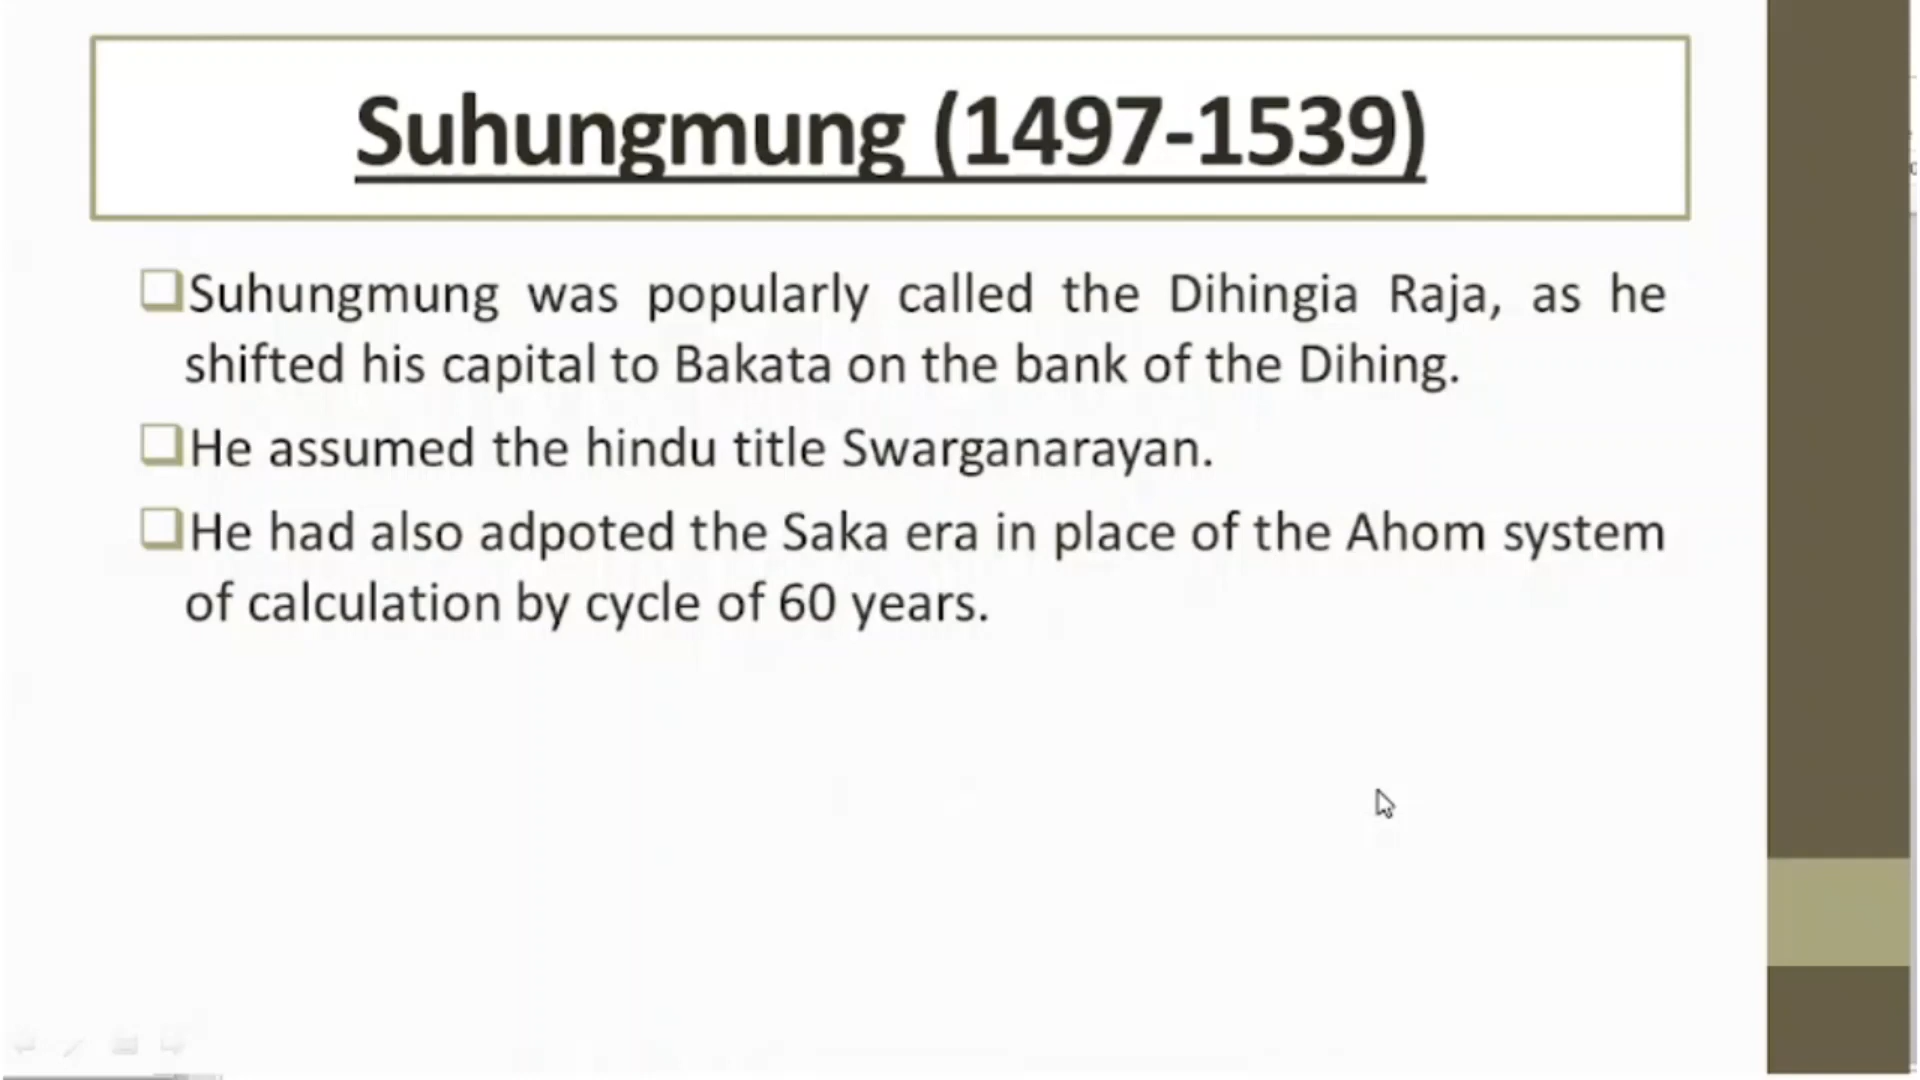 Suhungmung (1497-1539)
Suhungmung was popularly called the Dihingia Raja, as he
shifted his capital to Bakata on the bank of the Dihing.
He assumed the hindu title Swarganarayan.
He had also adpoted the Saka era in place of the Ahom system
of calculation by cycle of 60 years.